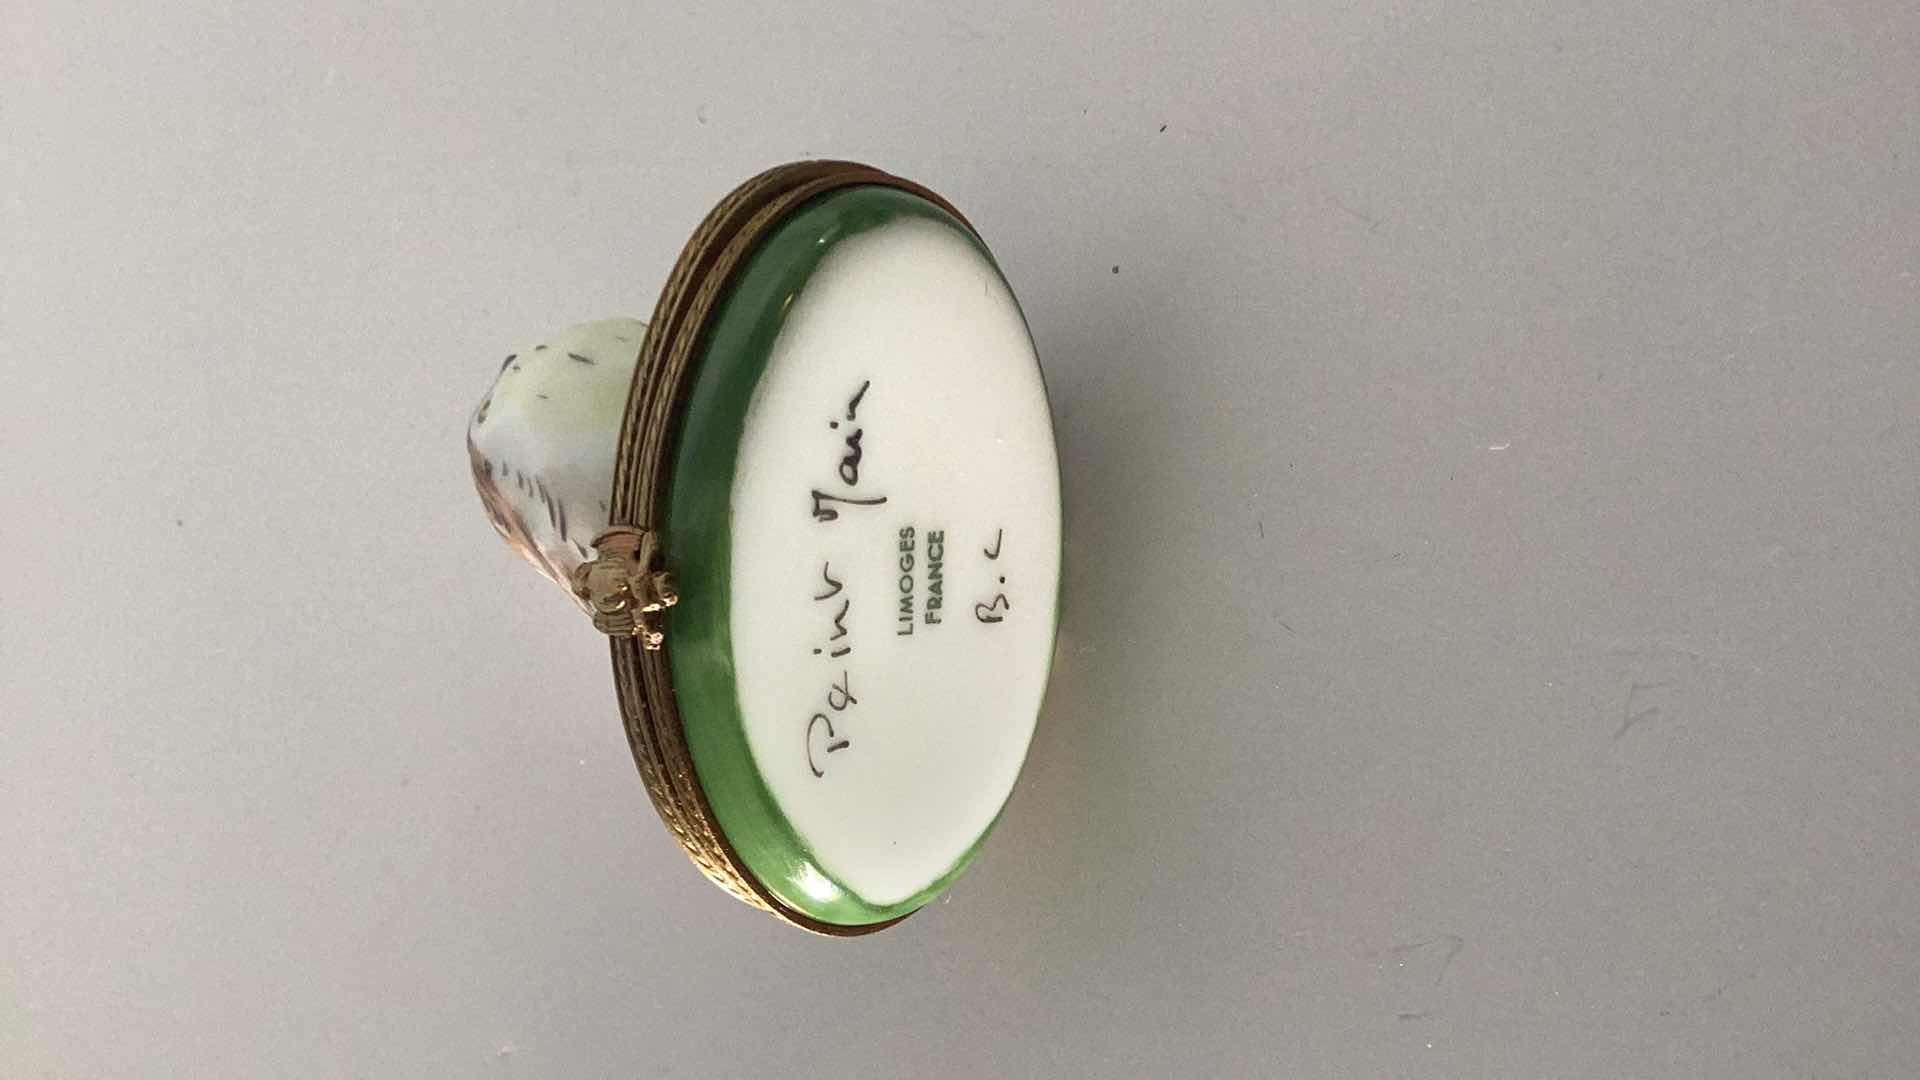 Peint Main
LIMOGES
FRANCE
B.C